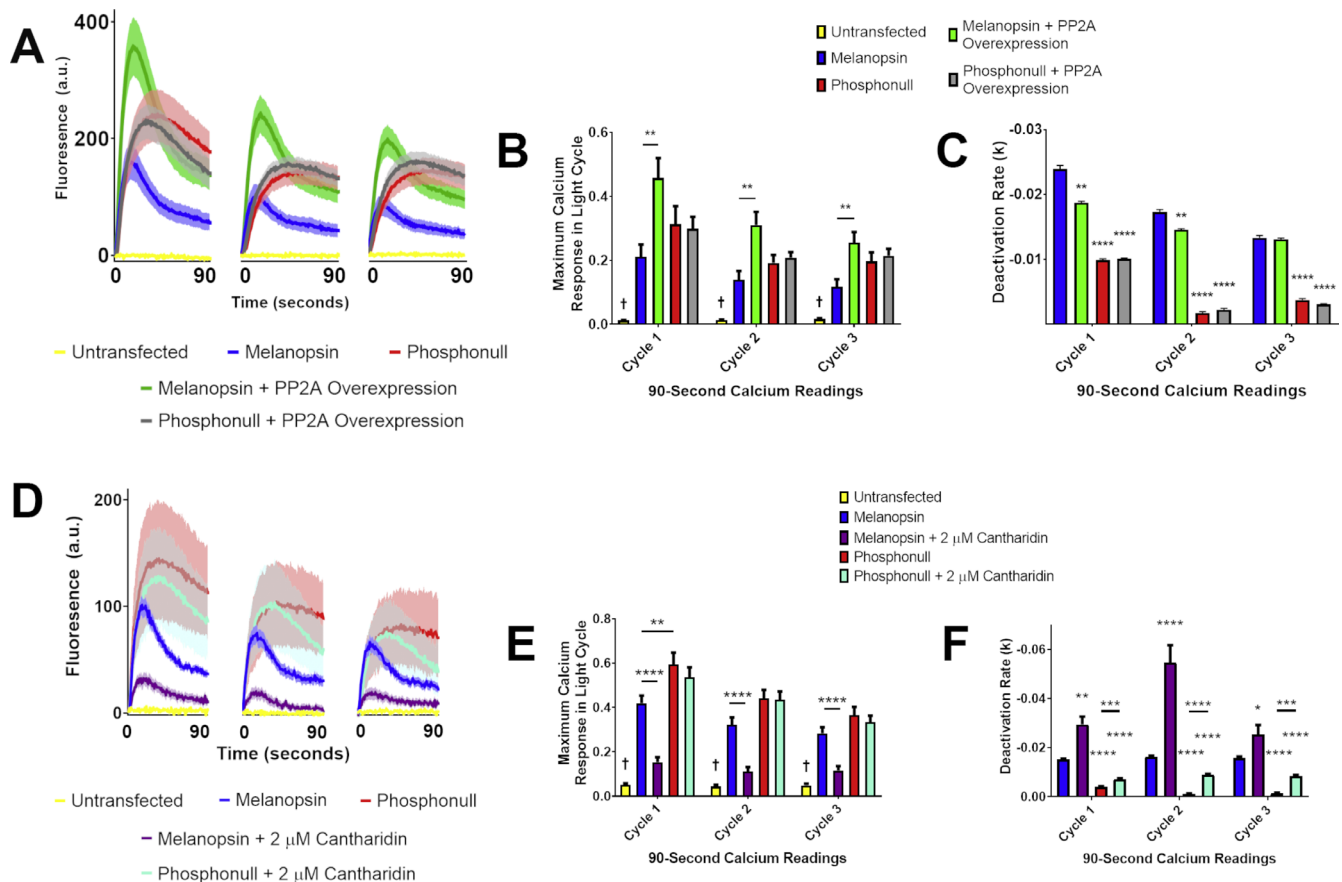 A
400
200
0
Fluoresence (a.u.)
0
90
0
90
0
90
Time (seconds)
Untransfected
Melanopsin
Phosphonull
Melanopsin + PP2A Overexpression
Phosphonull + PP2A Overexpression
Untransfected
Melanopsin
Phosphonull
Melanopsin + PP2A
Overexpression
Phosphonull + PP2A
Overexpression
B
Maximum Calcium
Response in Light Cycle
0.6
0.4
0.2
0.0
**
**
**
†
†
†
Cycle 1
Cycle 2
Cycle 3
90-Second Calcium Readings
C
Deactivation Rate (k)
-0.03
-0.02
-0.01
**
****
****
**
****
****
****
****
Cycle 1
Cycle 2
Cycle 3
90-Second Calcium Readings
D
200
100
0
Fluoresence (a.u.)
0
90
0
90
0
90
Time (seconds)
Untransfected
Melanopsin
Phosphonull
Melanopsin + 2 μM Cantharidin
Phosphonull + 2 μM Cantharidin
Untransfected
Melanopsin
Melanopsin + 2 μM Cantharidin
Phosphonull
Phosphonull + 2 μM Cantharidin
E
Maximum Calcium
Response in Light Cycle
0.8
0.6
0.4
0.2
0.0
**
****
****
****
†
†
†
Cycle 1
Cycle 2
Cycle 3
90-Second Calcium Readings
F
Deactivation Rate (k)
-0.06
-0.04
-0.02
0.00
**
***
****
****
****
****
****
****
*
***
****
****
Cycle 1
Cycle 2
Cycle 3
90-Second Calcium Readings